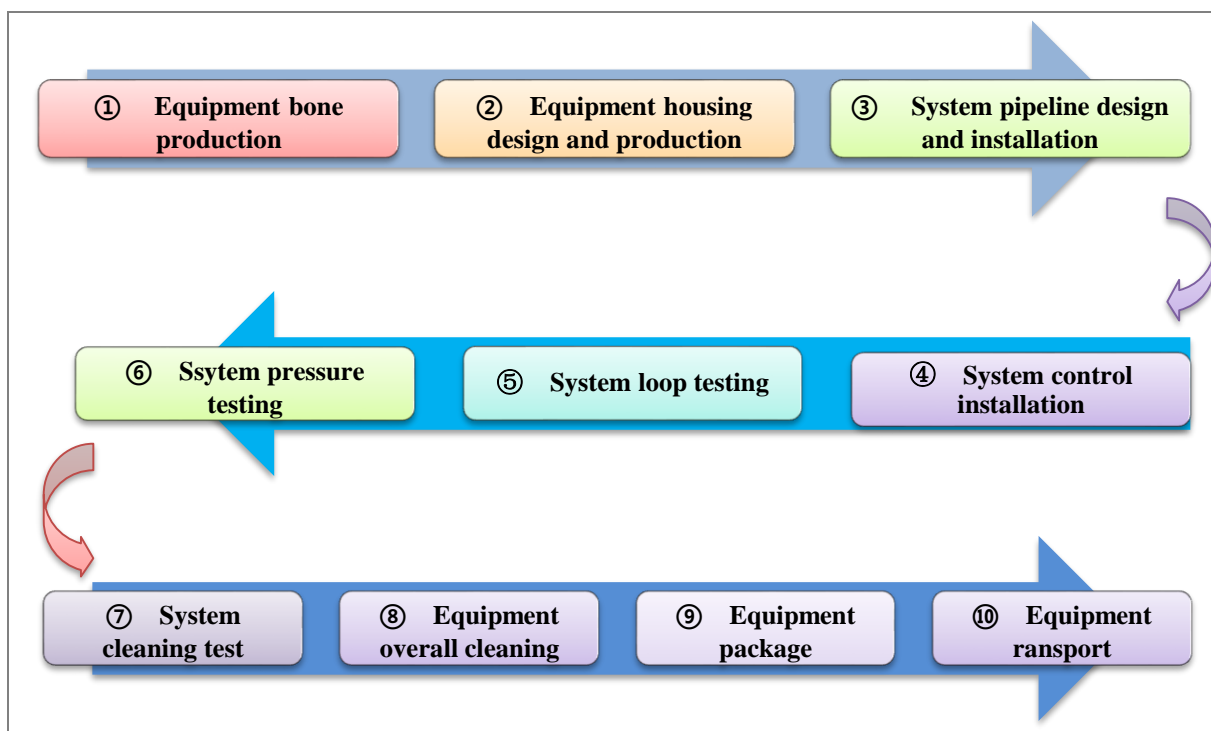 ① Equipment bone
production
② Equipment housing
design and production
③ System pipeline design
and installation
④ System control
installation
⑤ System loop testing
⑥ Ssytem pressure
testing
⑦ System
cleaning test
⑧ Equipment
overall cleaning
⑨ Equipment
package
⑩ Equipment
ransport